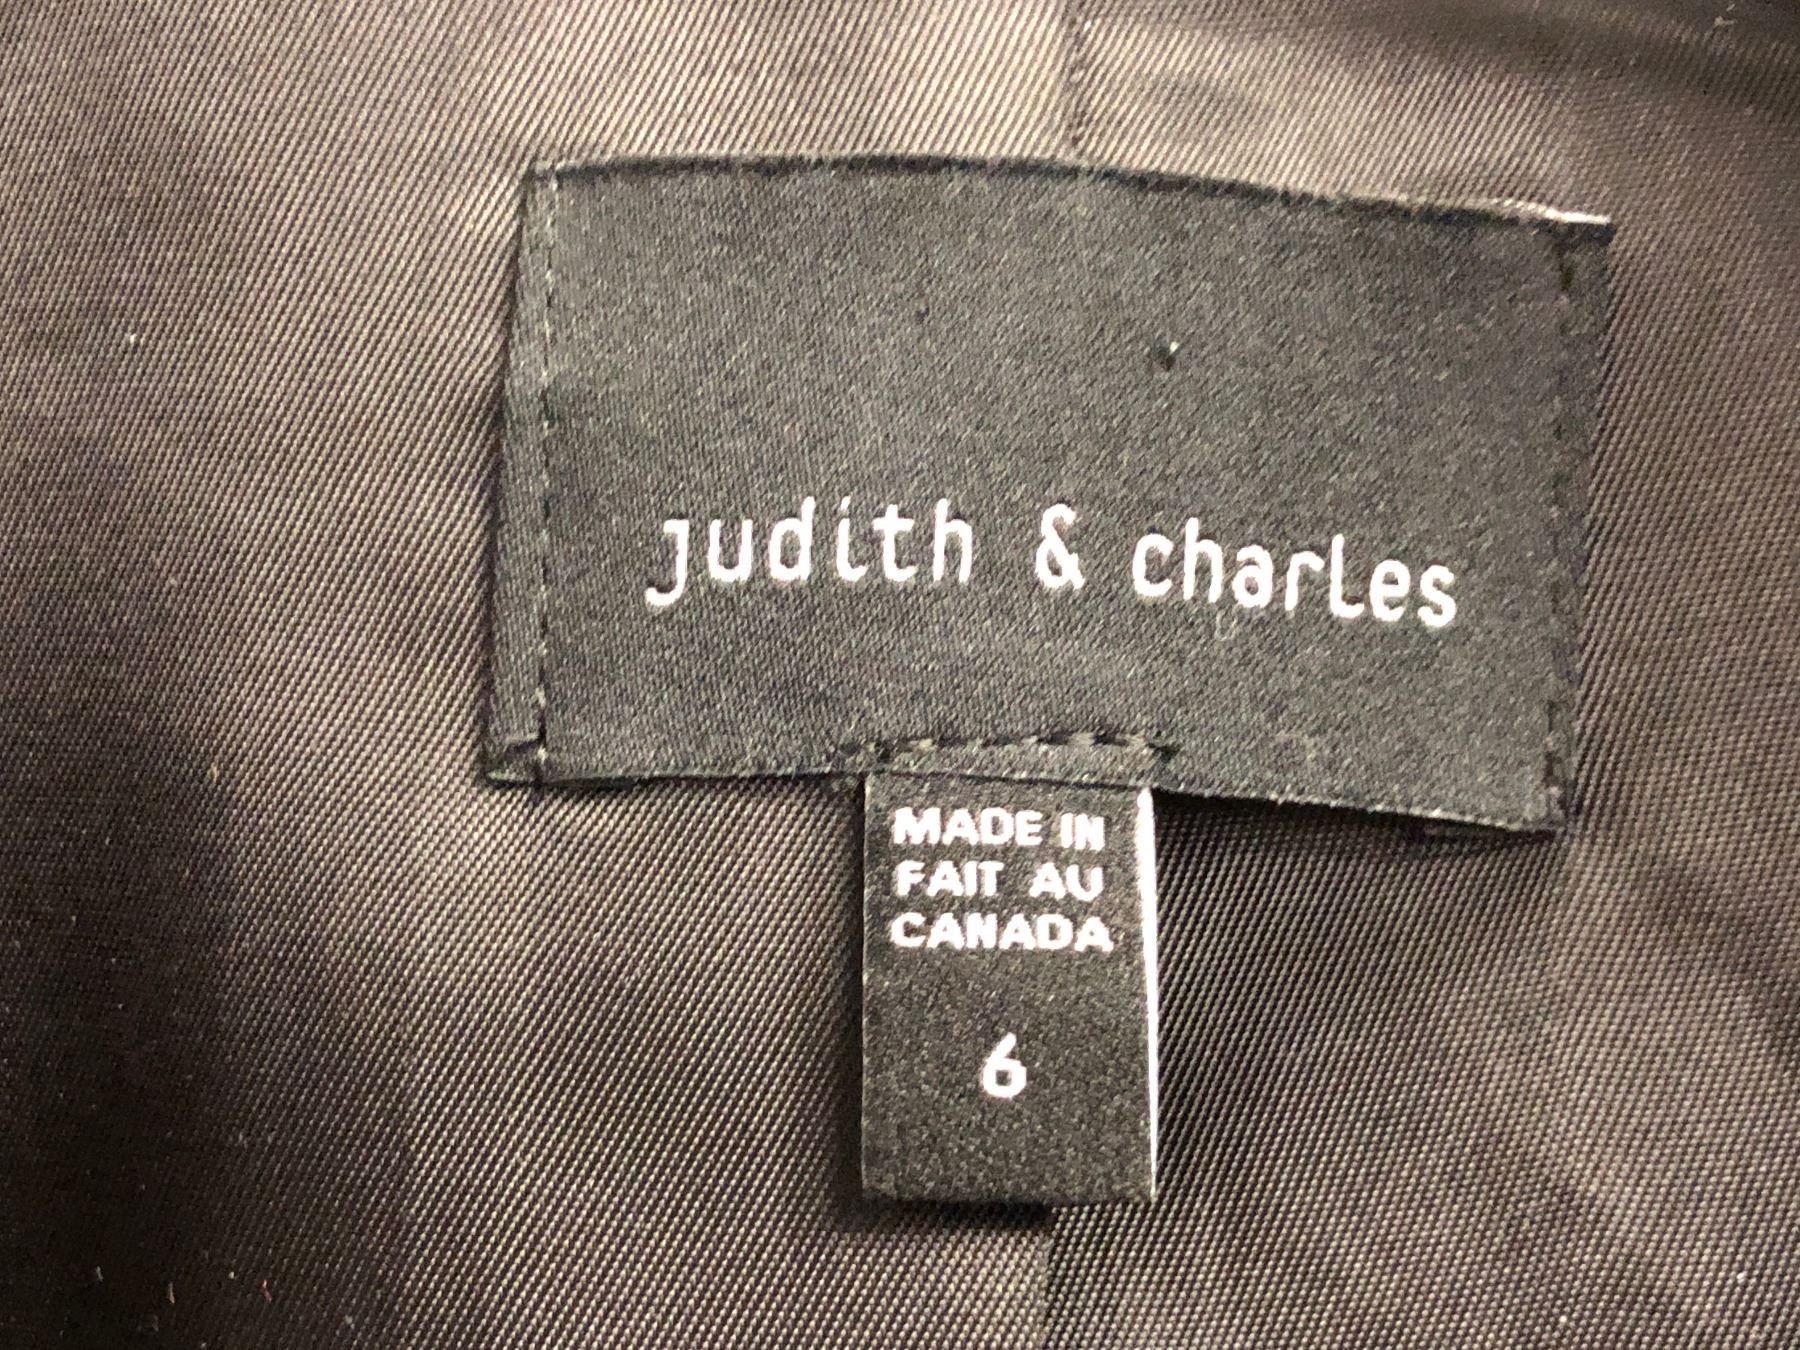 judith & charles
MADE IN
FAIT AU
CANADA
6